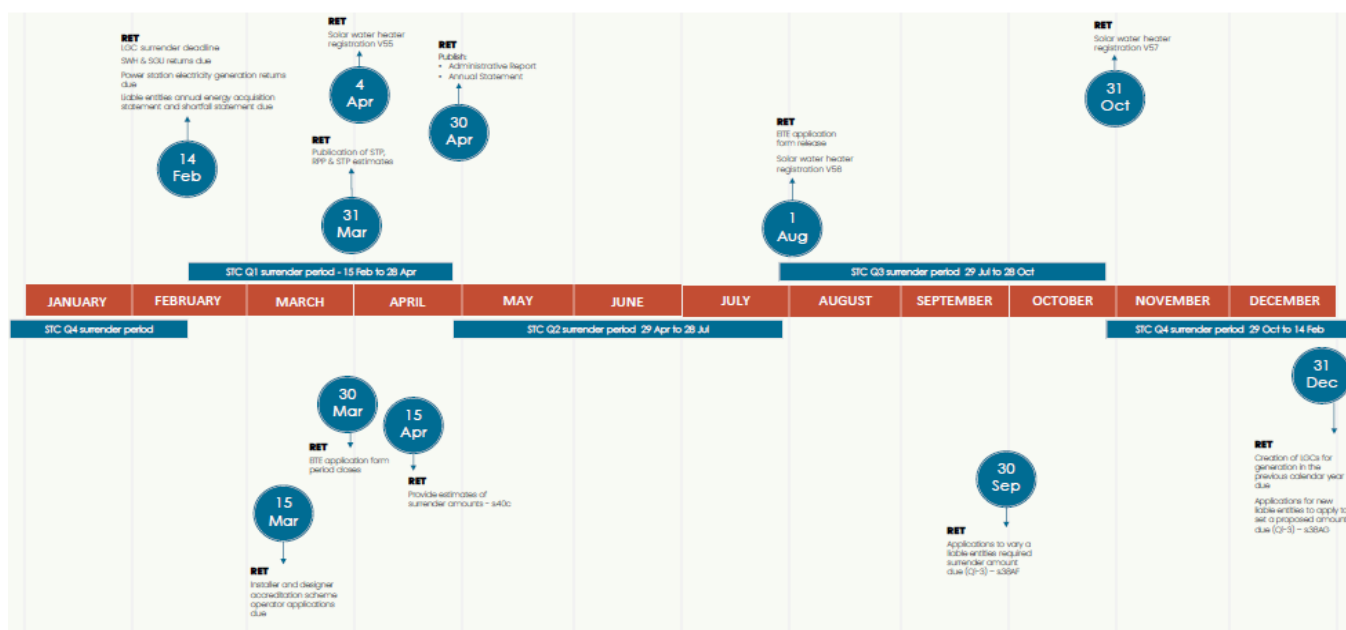 RET
LGC surrender deadline
SWH & SGU returns due
Power station electricity generation returns
due
Liable entities annual energy acquisition
statement and shortfall statement due
14
Feb
RET
Solar water heater
registration V55
4
Apr
RET
Publish:
• Administrative Report
• Annual Statement
30
Apr
RET
Publication of STP,
RPP & STP estimates
31
Mar
RET
EITE application
form release
Solar water heater
registration V56
1
Aug
RET
Solar water heater
registration V57
31
Oct
STC Q1 surrender period - 15 Feb to 28 Apr
STC Q3 surrender period 29 Jul to 28 Oct
JANUARY
FEBRUARY
MARCH
APRIL
MAY
JUNE
JULY
AUGUST
SEPTEMBER
OCTOBER
NOVEMBER
DECEMBER
STC Q4 surrender period
STC Q2 surrender period 29 Apr to 28 Jul
STC Q4 surrender period 29 Oct to 14 Feb
15
Mar
RET
Installer and designer
accreditation scheme
operator applications
due
30
Mar
RET
EITE application form
period closes
15
Apr
RET
Provide estimates of
surrender amounts - s40c
30
Sep
RET
Applications to vary a
liable entities required
surrender amount
due (Q1-3) – s38AF
31
Dec
RET
Creation of LGCs for
generation in the
previous calendar year
due
Applications for new
liable entities to apply to
set a proposed amount
due (Q1-3) – s38AG